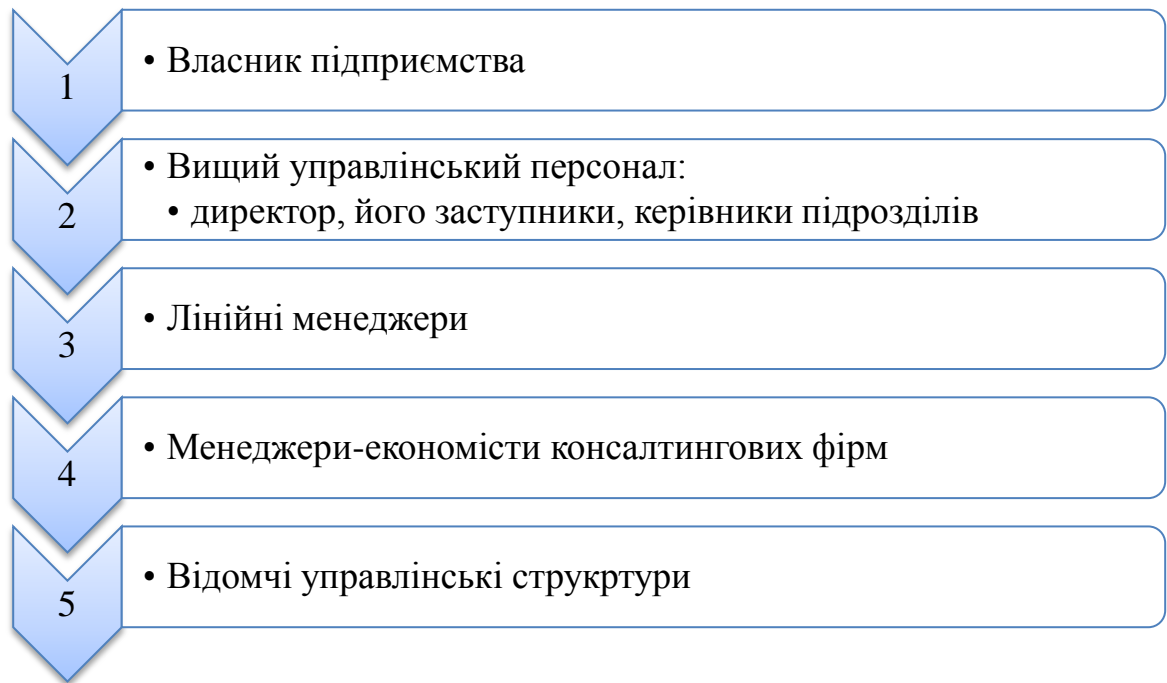 1
• Власник підприємства
2
• Вищий управлінський персонал:
• директор, його заступники, керівники підрозділів
3
• Лінійні менеджери
4
• Менеджери-економісти консалтингових фірм
5
• Відомчі управлінські струкртури